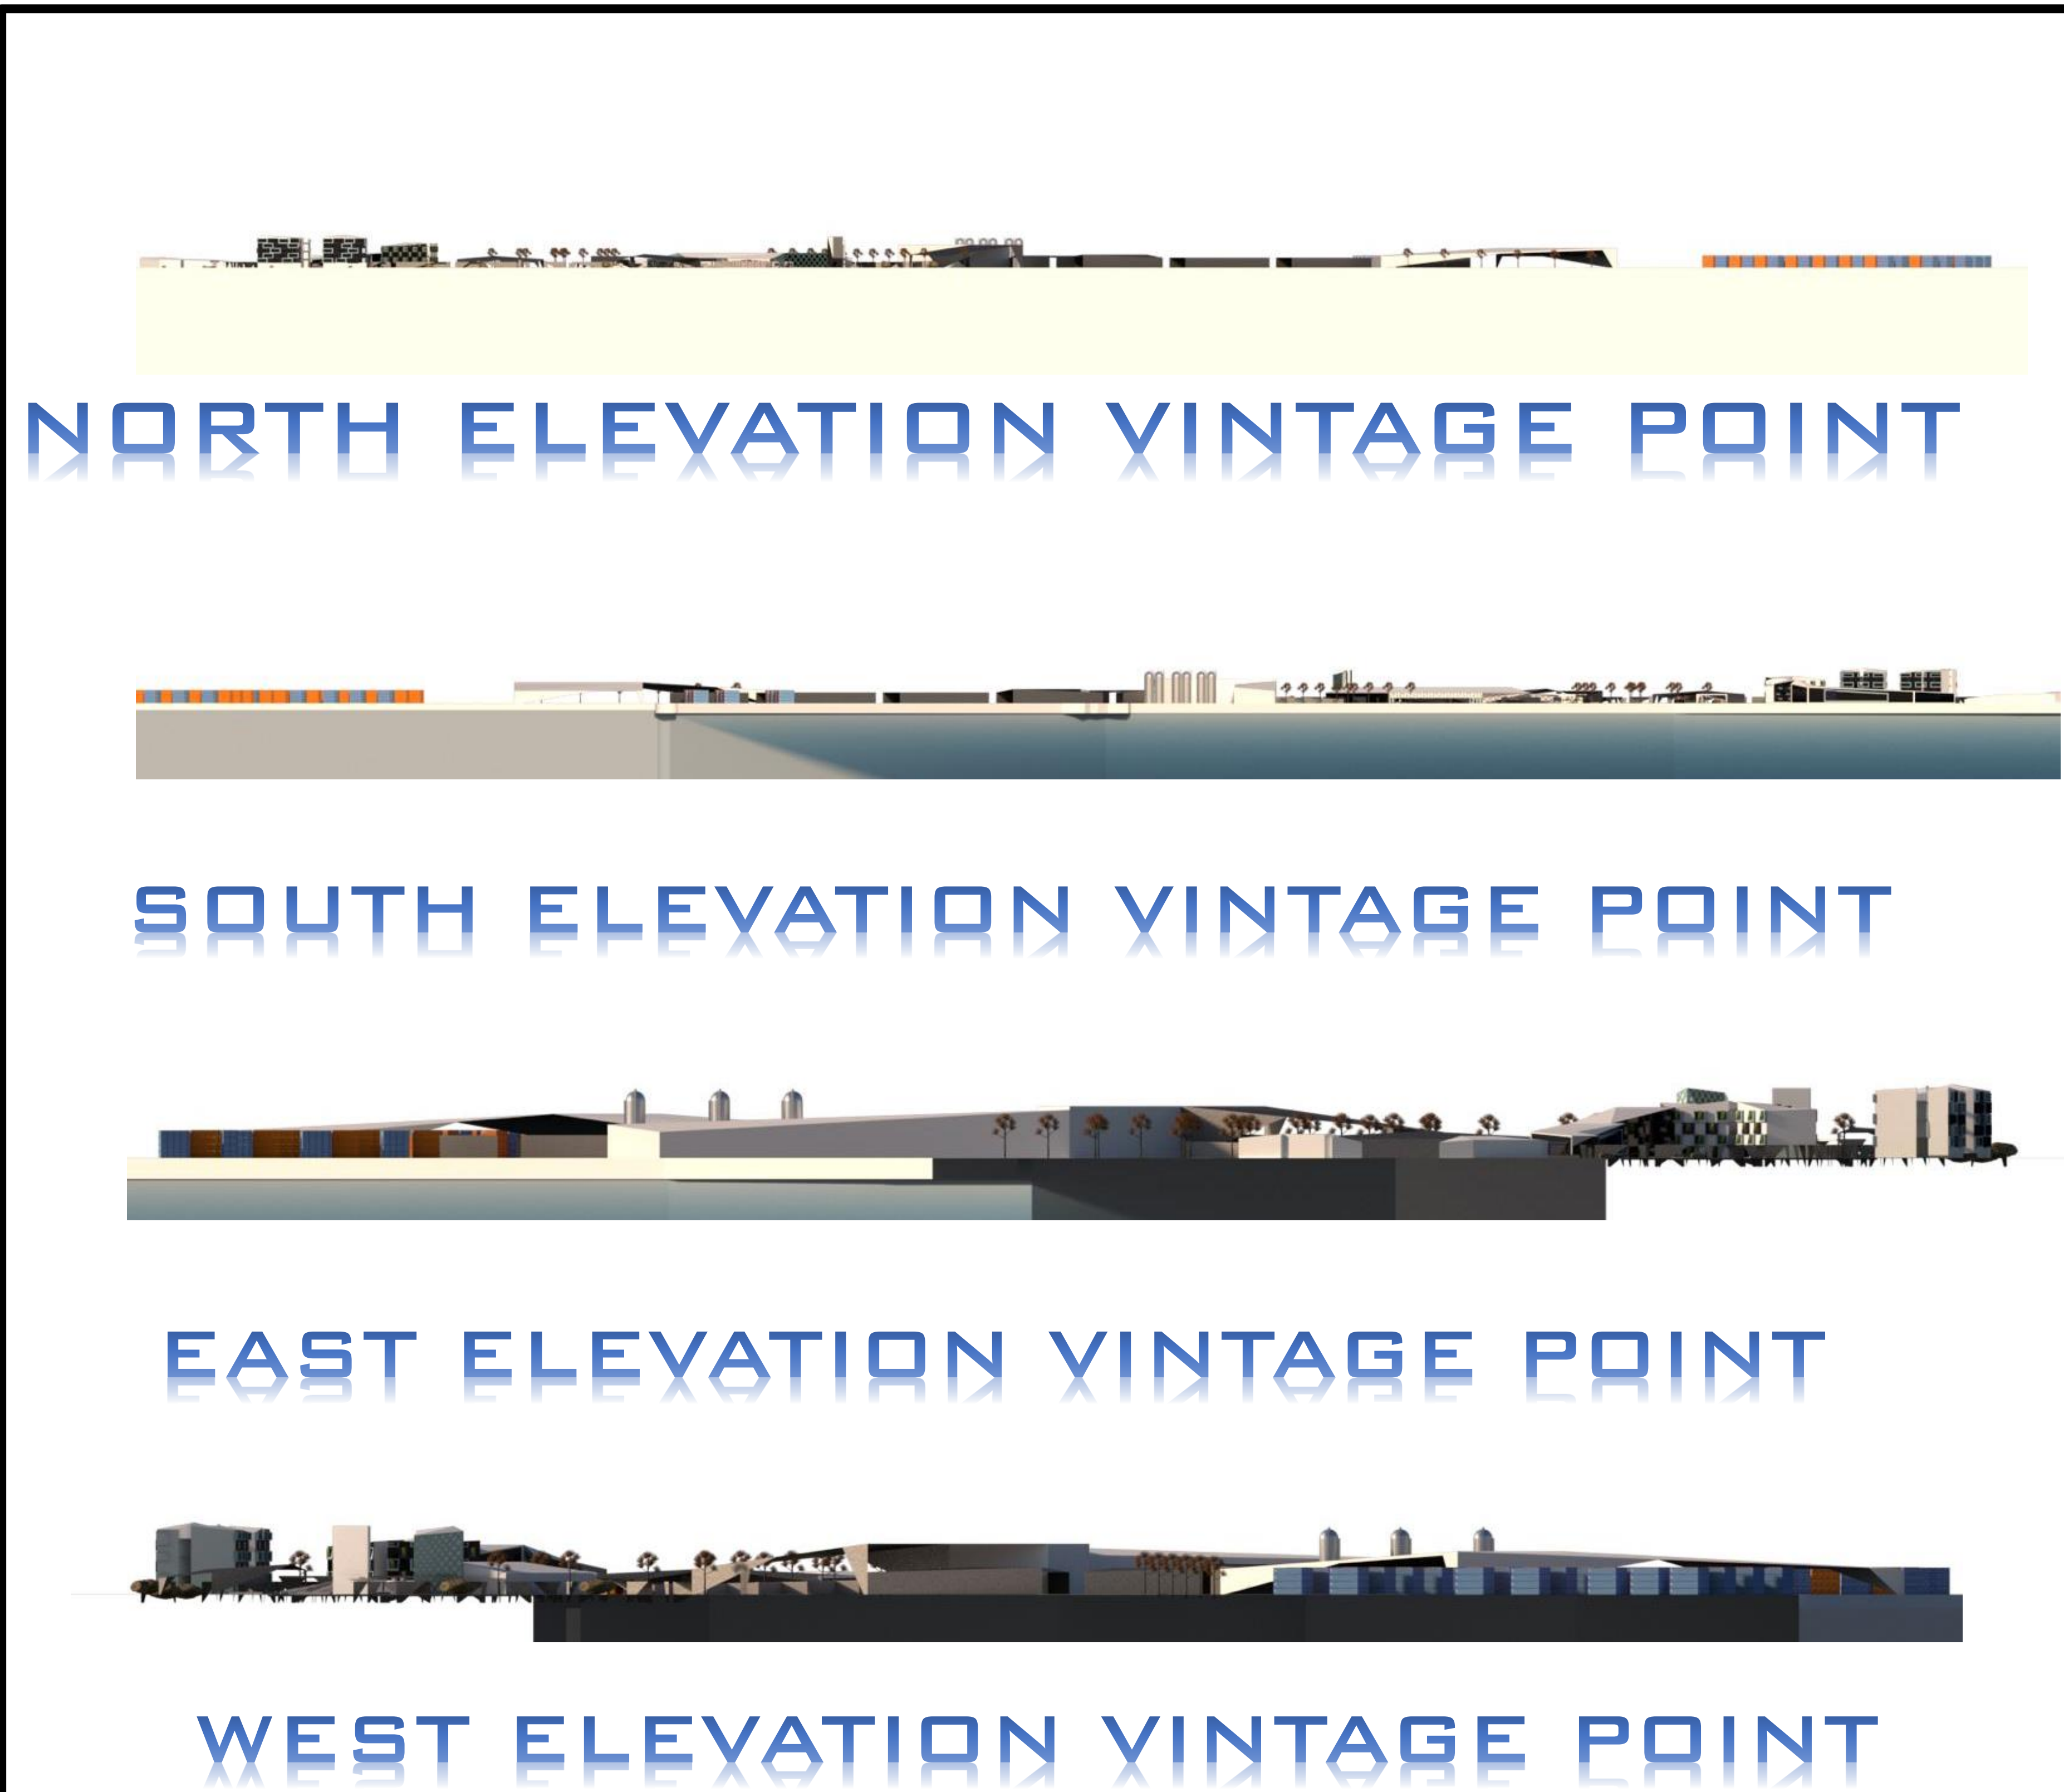 NORTH ELEVATION VINTAGE POINT
SOUTH ELEVATION VINTAGE POINT
EAST ELEVATION VINTAGE POINT
WEST ELEVATION VINTAGE POINT